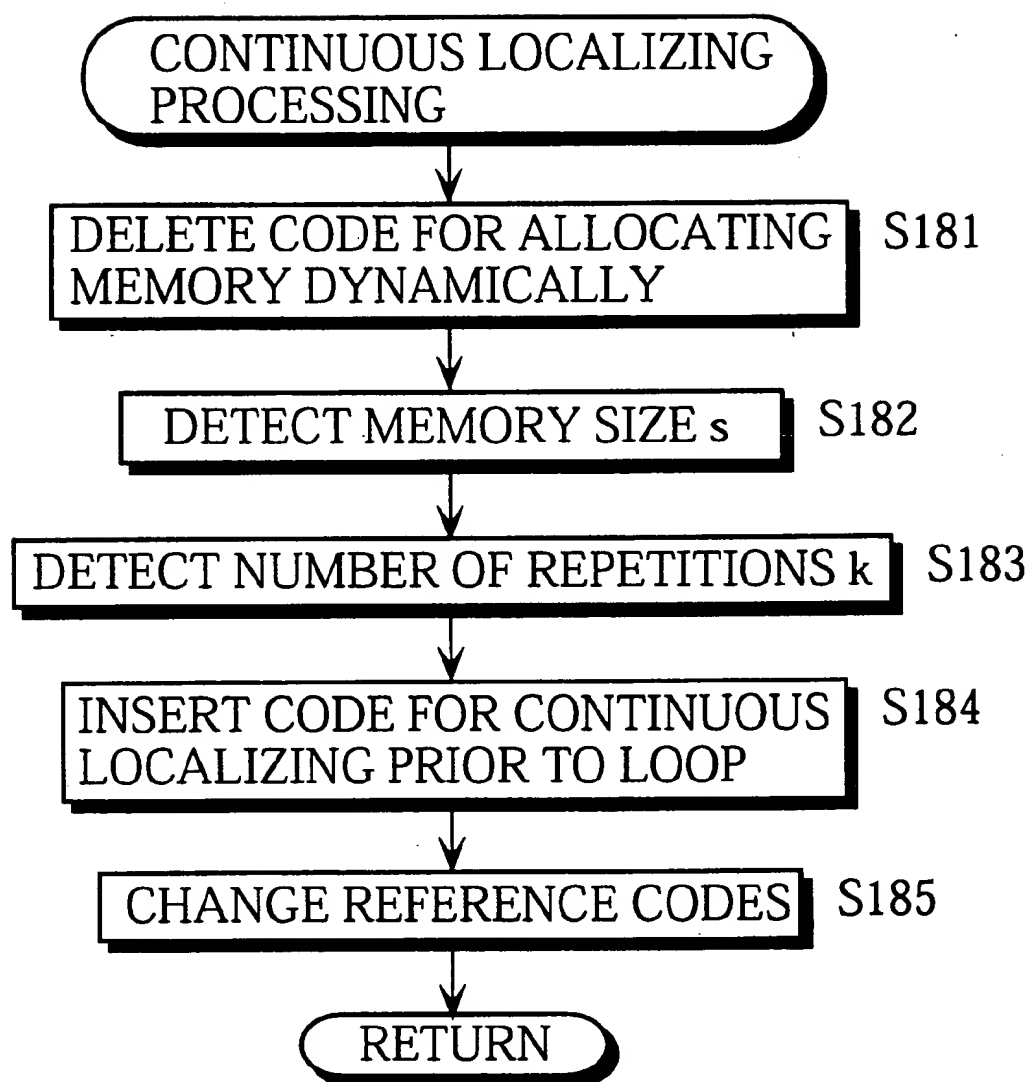 CONTINUOUS LOCALIZING
PROCESSING
DELETE CODE FOR ALLOCATING
MEMORY DYNAMICALLY
S181
DETECT MEMORY SIZE s
S182
DETECT NUMBER OF REPETITIONS k
S183
INSERT CODE FOR CONTINUOUS
LOCALIZING PRIOR TO LOOP
S184
CHANGE REFERENCE CODES
S185
RETURN